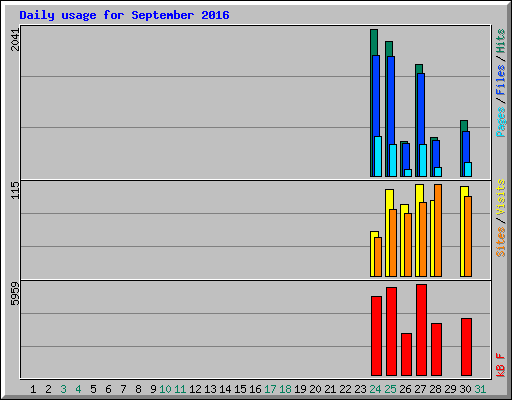 Daily usage for September 2016
2041
Pages/Files/Hits
115
Sites/Visits
5959
kB F
1 2 3 4 5 6 7 8 9 10 11 12 13 14 15 16 17 18 19 20 21 22 23 24 25 26 27 28 29 30 31